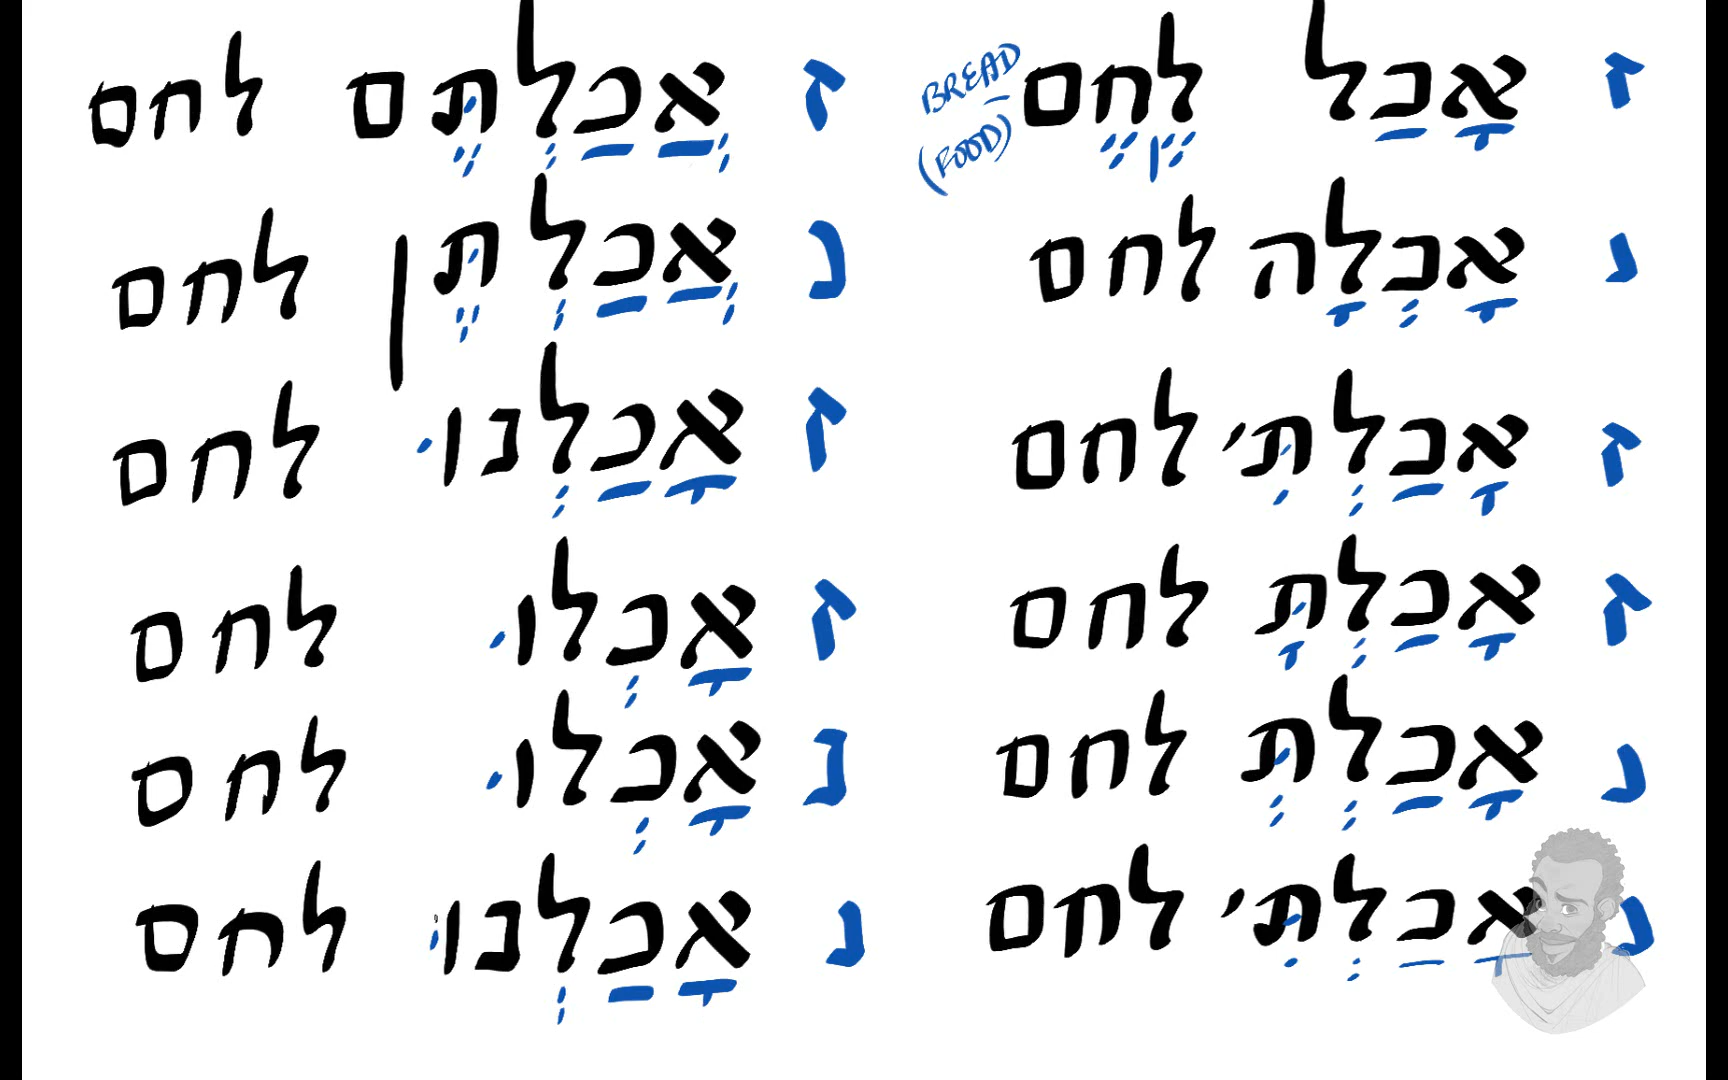 ז אָכַל לֶחֶם BREAD (FOOD)
נ אָכְלָה לחם
ז אָכַלְתִּי לחם
ז אָכַלְתָּ לחם
נ אָכַלְתְּ לחם
נ אָכַלְתִּי לחם
ז אֲכַלְתֶּם לחם
נ אֲכַלְתֶּן לחם
ז אָכַלְנוּ לחם
ז אָכְלוּ לחם
נ אָכְלוּ לחם
נ אָכַלְנוּ לחם